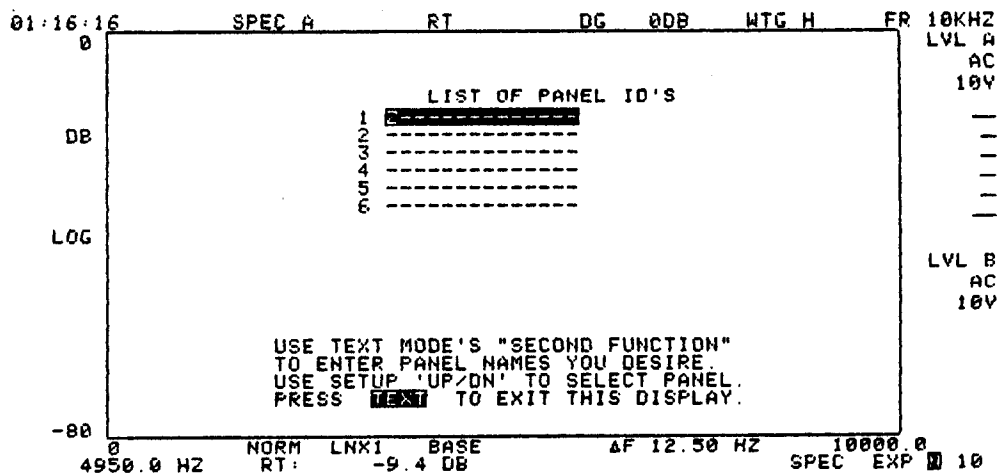 01:16:16 SPEC A RT DG 0DB WTG H FR 10KHZ
0 LVL A
AC
10V
LIST OF PANEL ID'S
1 --------------
DB 2 --------------
3 --------------
4 --------------
5 --------------
6 --------------
LOG
LVL B
AC
10V
USE TEXT MODE'S "SECOND FUNCTION"
TO ENTER PANEL NAMES YOU DESIRE.
USE SETUP 'UP/DN' TO SELECT PANEL.
PRESS TEXT TO EXIT THIS DISPLAY.
-80
0 NORM LNX1 BASE ΔF 12.50 HZ 10000.0
4950.0 HZ RT: -9.4 DB SPEC EXP 10